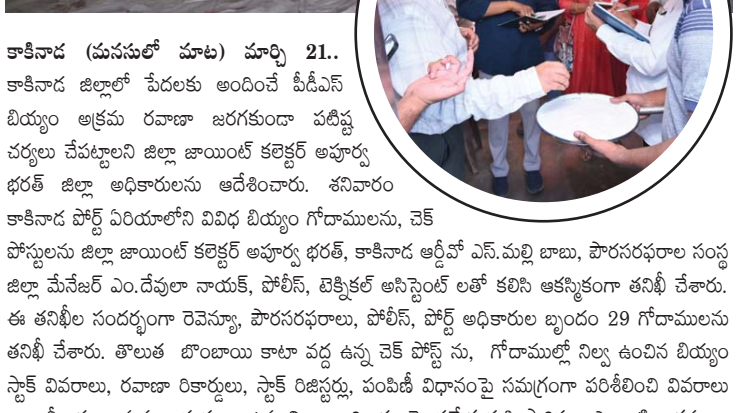 కాకినాడ (మనసులో మాట) మార్చి 21..
కాకినాడ జిల్లాలో పేదలకు అందించే పీడీఎస్
బియ్యం అక్రమ రవాణా జరగకుండా పటిష్ట
చర్యలు చేపట్టాలని జిల్లా జాయింట్ కలెక్టర్ అపూర్వ
భరత్ జిల్లా అధికారులను ఆదేశించారు. శనివారం
కాకినాడ పోర్ట్ ఏరియాలోని వివిధ బియ్యం గోదాములను, చెక్
పోస్టులను జిల్లా జాయింట్ కలెక్టర్ అపూర్వ భరత్, కాకినాడ ఆర్డీవో ఎస్.మల్లి బాబు, పౌరసరఫరాల సంస్థ
జిల్లా మేనేజర్ ఎం.దేవులా నాయక్, పోలీస్, టెక్నికల్ అసిస్టెంట్ లతో కలిసి ఆకస్మికంగా తనిఖీ చేశారు.
ఈ తనిఖీల సందర్భంగా రెవెన్యూ, పౌరసరఫరాలు, పోలీస్, పోర్ట్ అధికారుల బృందం 29 గోదాములను
తనిఖీ చేశారు. తొలుత బొంబాయి కాటా వద్ద ఉన్న చెక్ పోస్ట్ ను, గోదాముల్లో నిల్వ ఉంచిన బియ్యం
స్టాక్ వివరాలు, రవాణా రికార్డులు, స్టాక్ రిజిస్టర్లు, పంపిణీ విధానంపై సమగ్రంగా పరిశీలించి వివరాలు